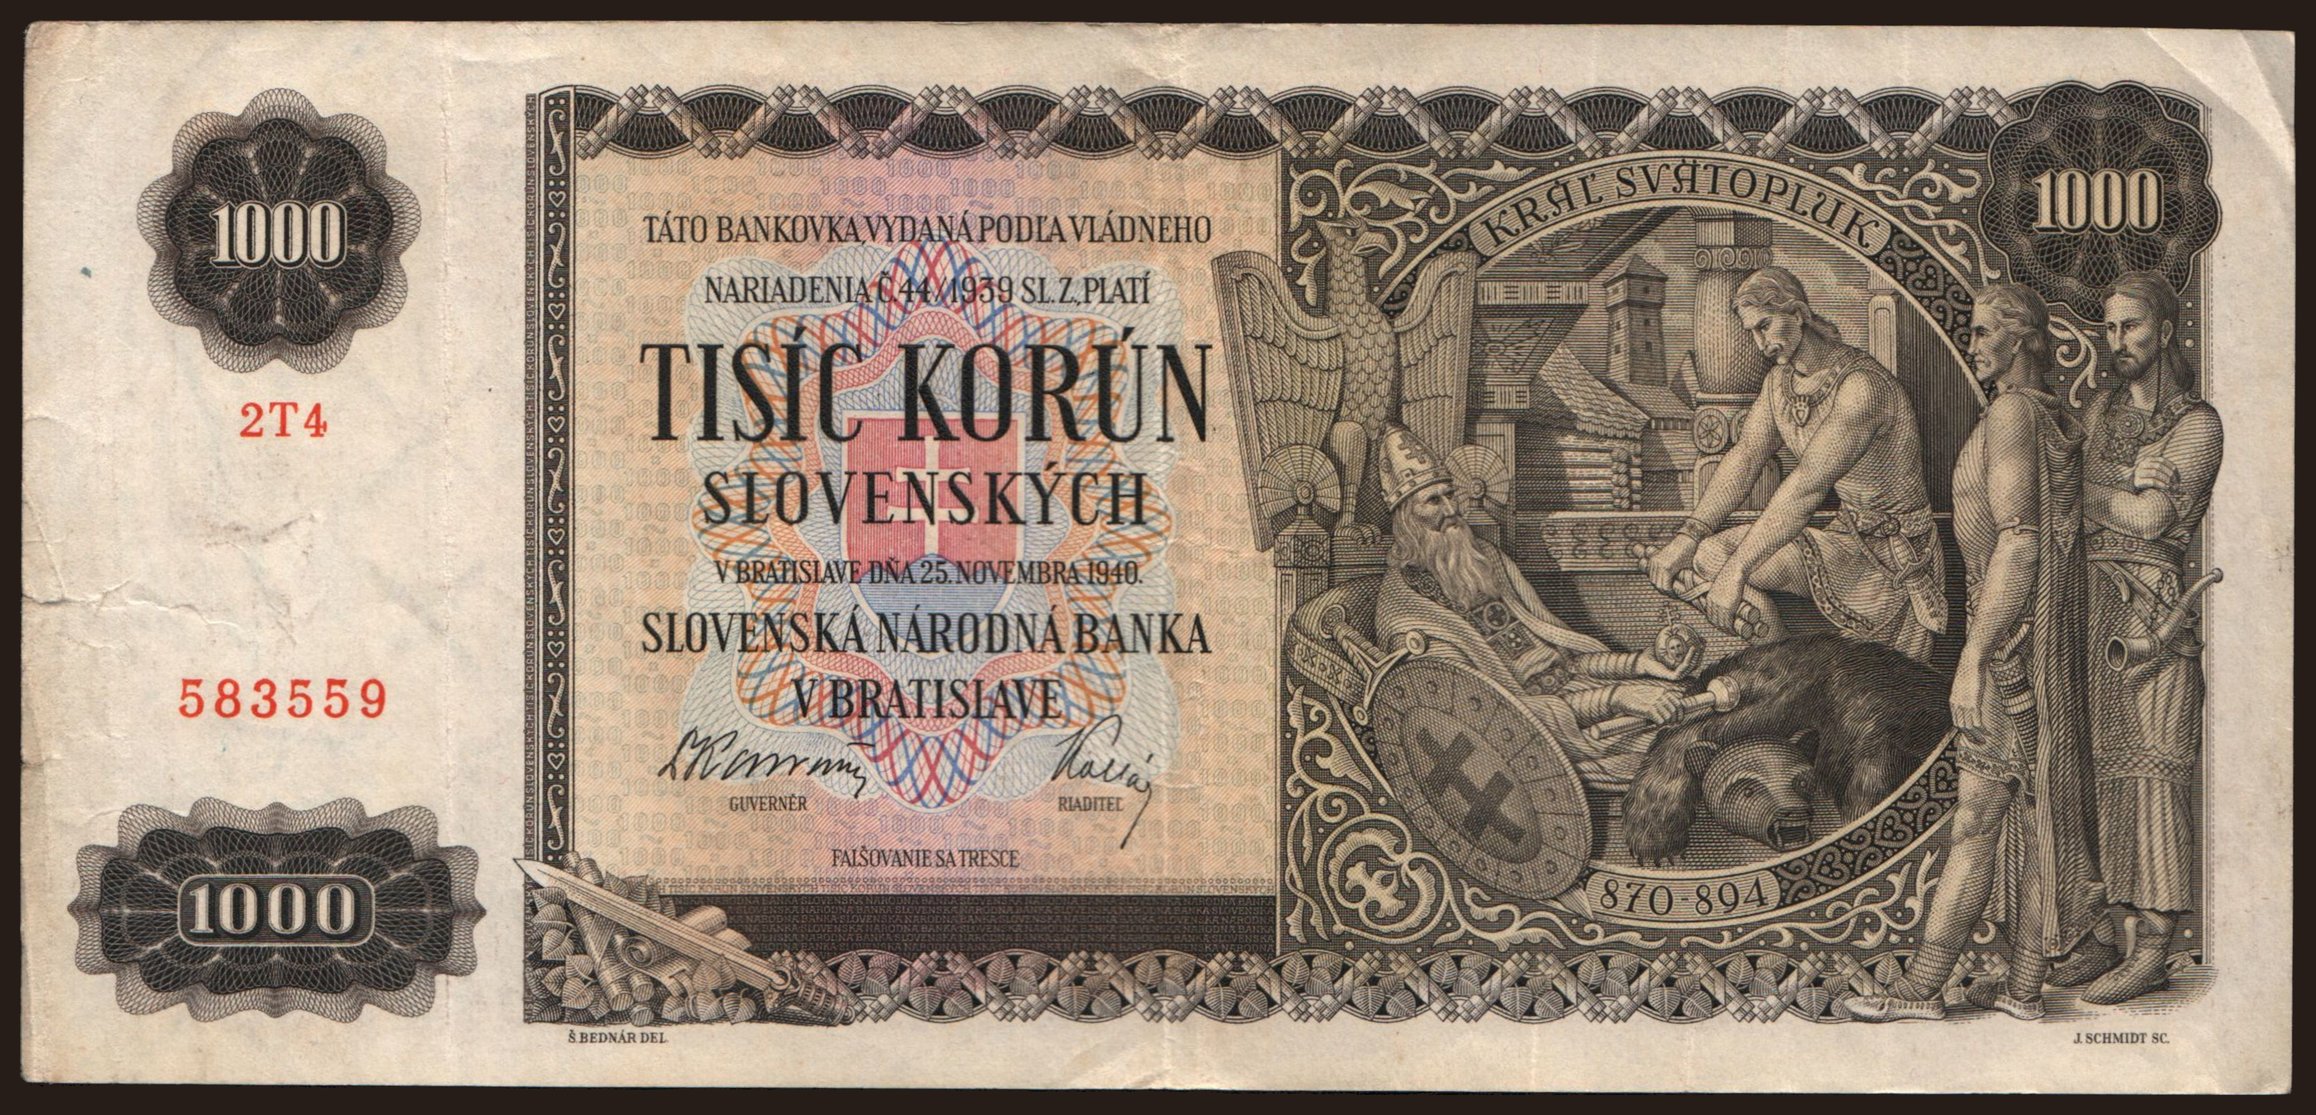 1000
1000
KRÁĽ SVÄTOPLUK
TÁTO BANKOVKA, VYDANÁ PODĽA VLÁDNEHO
NARIADENIA Č. 44/1939 SL. Z., PLATÍ
TISÍC KORÚN
2T4
SLOVENSKÝCH
V BRATISLAVE DŇA 25. NOVEMBRA 1940.
SLOVENSKÁ NÁRODNÁ BANKA
V BRATISLAVE
583559
GUVERNÉR
RIADITEĽ
FALŠOVANIE SA TRESCE
1000
870-894
Š. BEDNÁR DEL.
J. SCHMIDT SC.